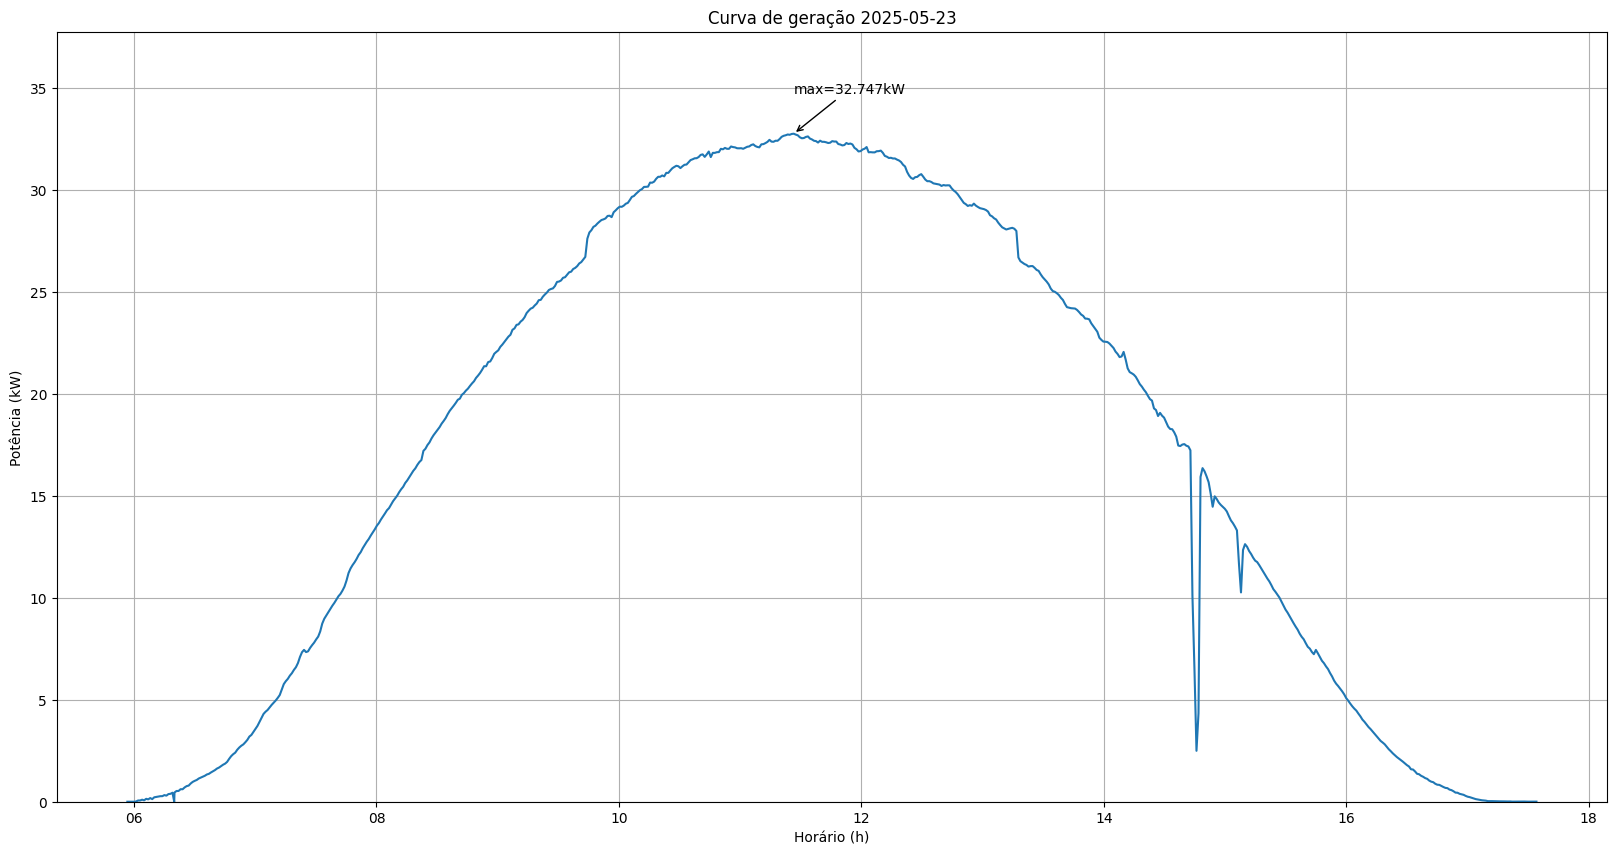 Curva de geração 2025-05-23
max=32.747kW
Potência (kW)
35
30
25
20
15
10
5
0
06 08 10 12 14 16 18
Horário (h)